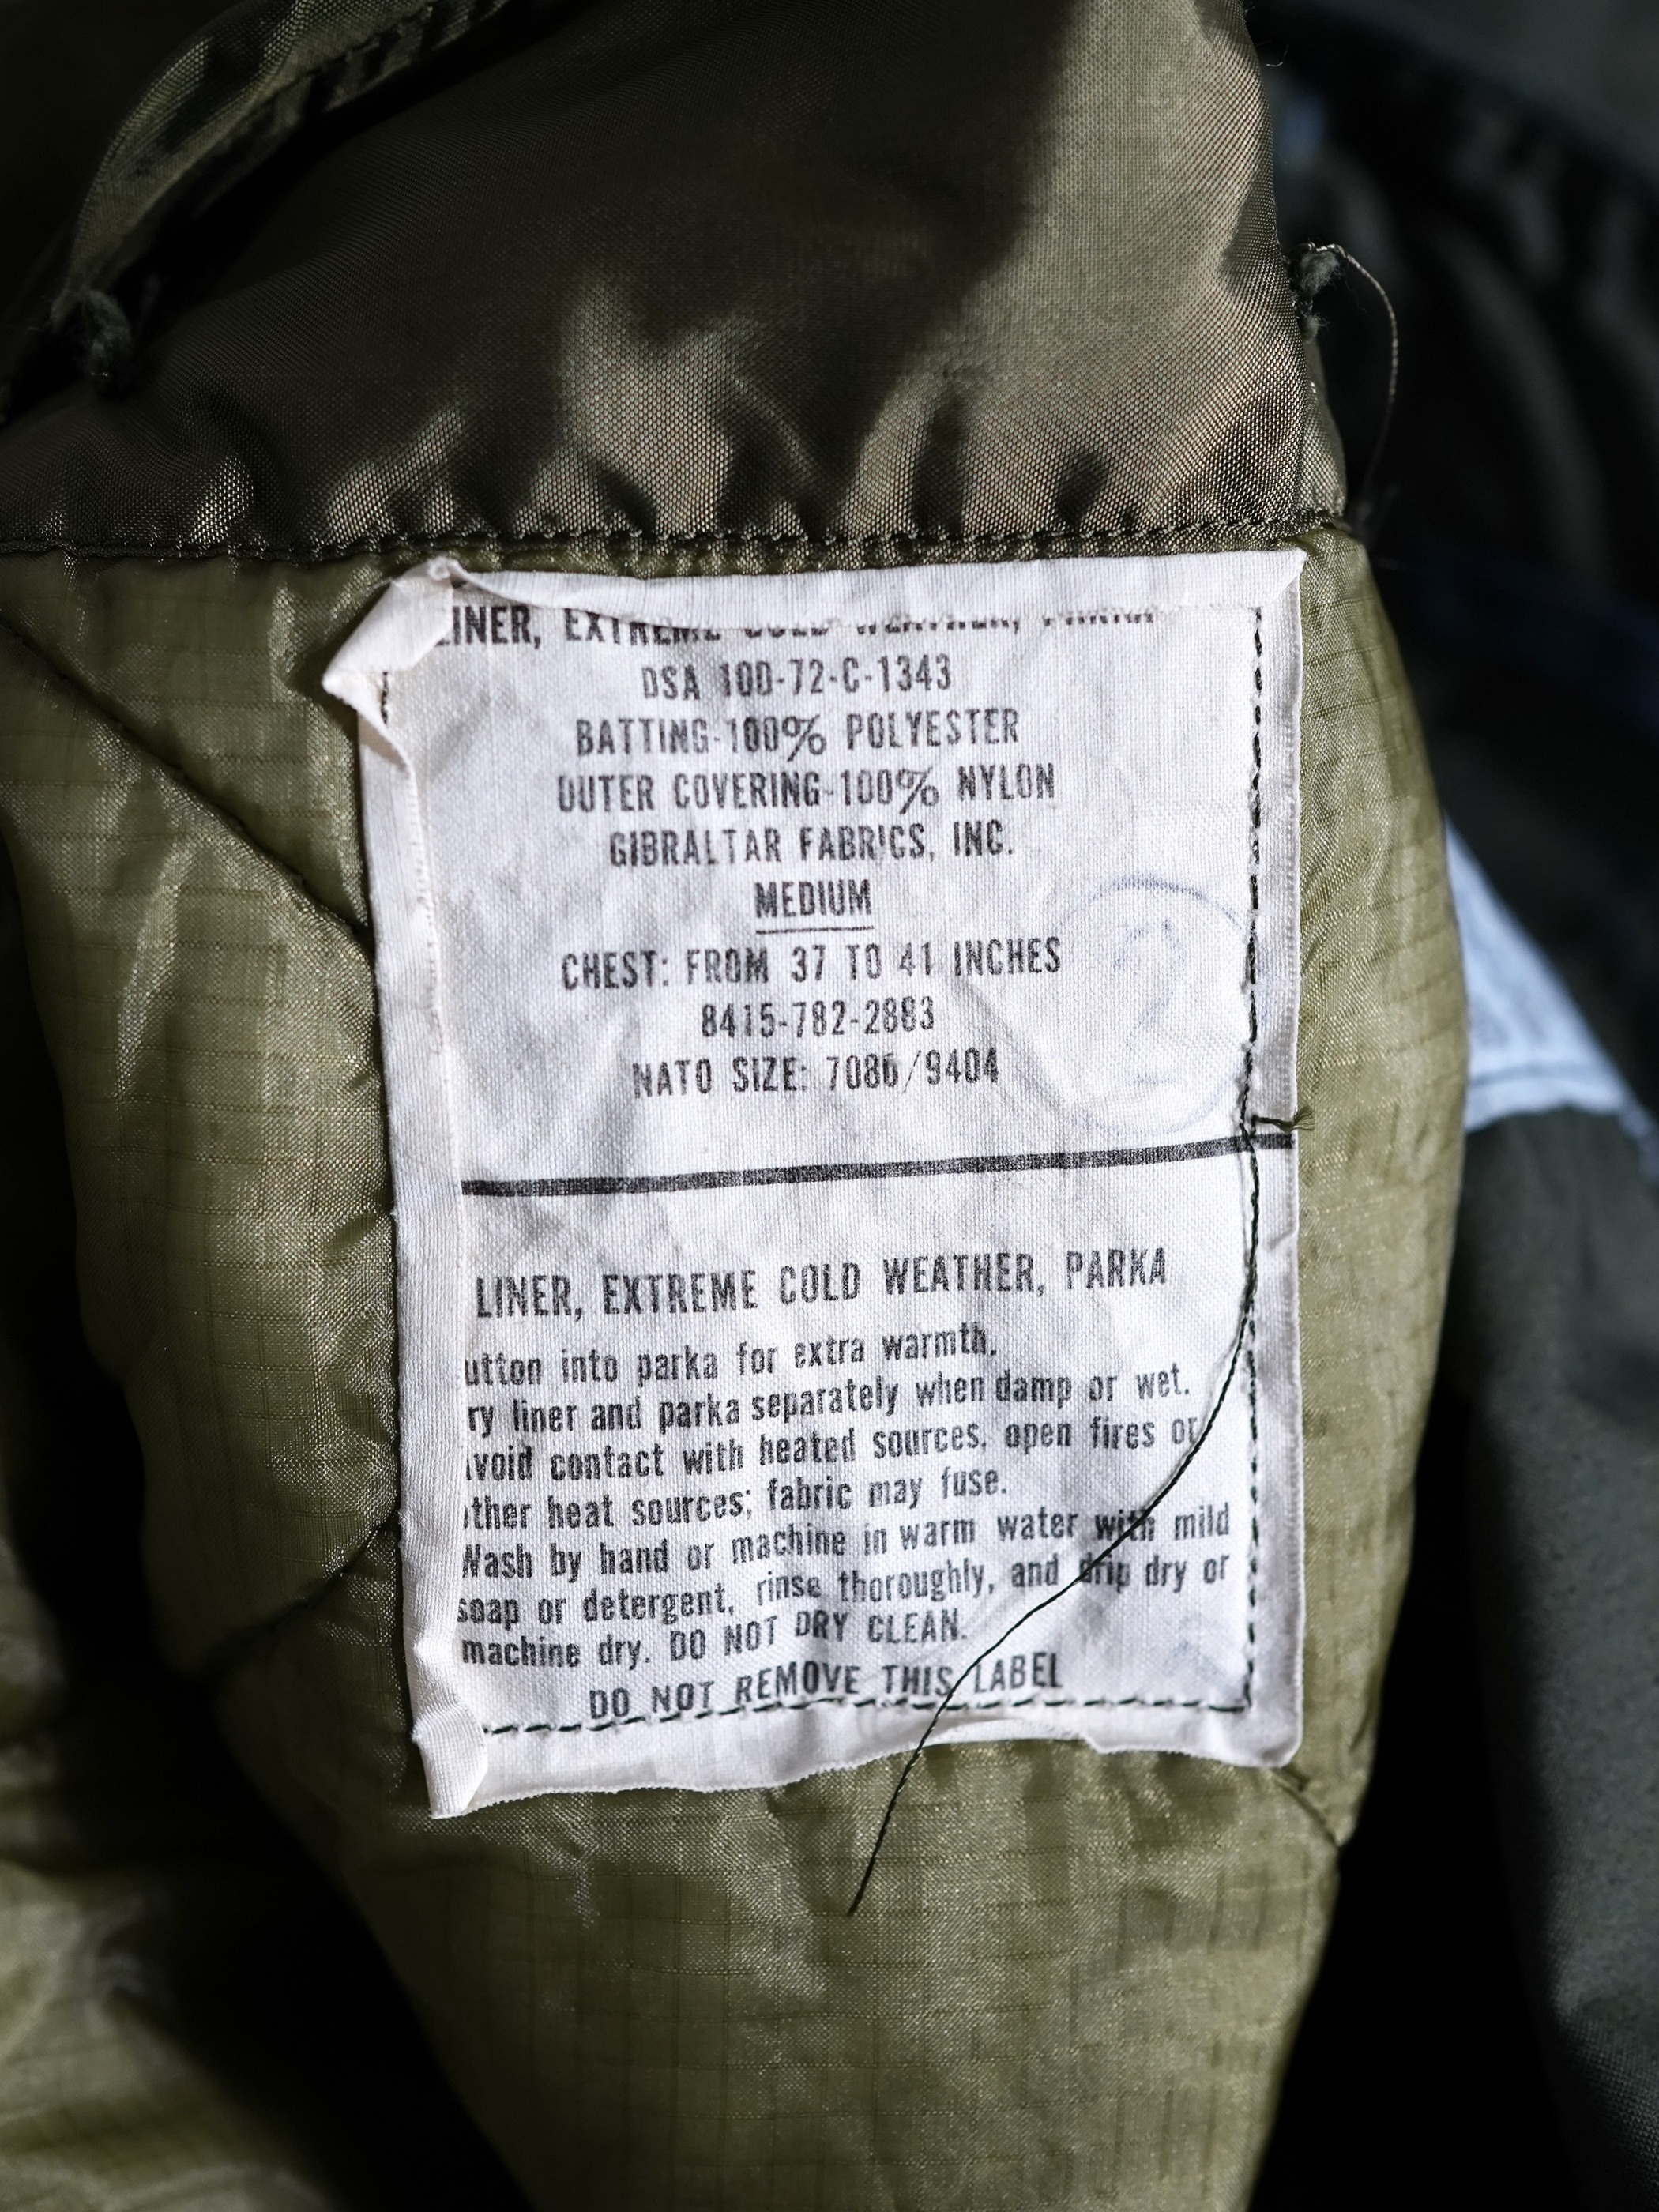 LINER, EXTREME COLD WEATHER, PARKA
DSA 100-72-C-1343
BATTING-100% POLYESTER
OUTER COVERING-100% NYLON
GIBRALTAR FABRICS, INC.
MEDIUM
CHEST: FROM 37 TO 41 INCHES
8415-782-2883
NATO SIZE: 7086/9404
LINER, EXTREME COLD WEATHER, PARKA
utton into parka for extra warmth.
ry liner and parka separately when damp or wet.
void contact with heated sources, open fires or
ther heat sources; fabric may fuse.
Wash by hand or machine in warm water with mild
soap or detergent, rinse thoroughly, and drip dry or
machine dry. DO NOT DRY CLEAN.
DO NOT REMOVE THIS LABEL